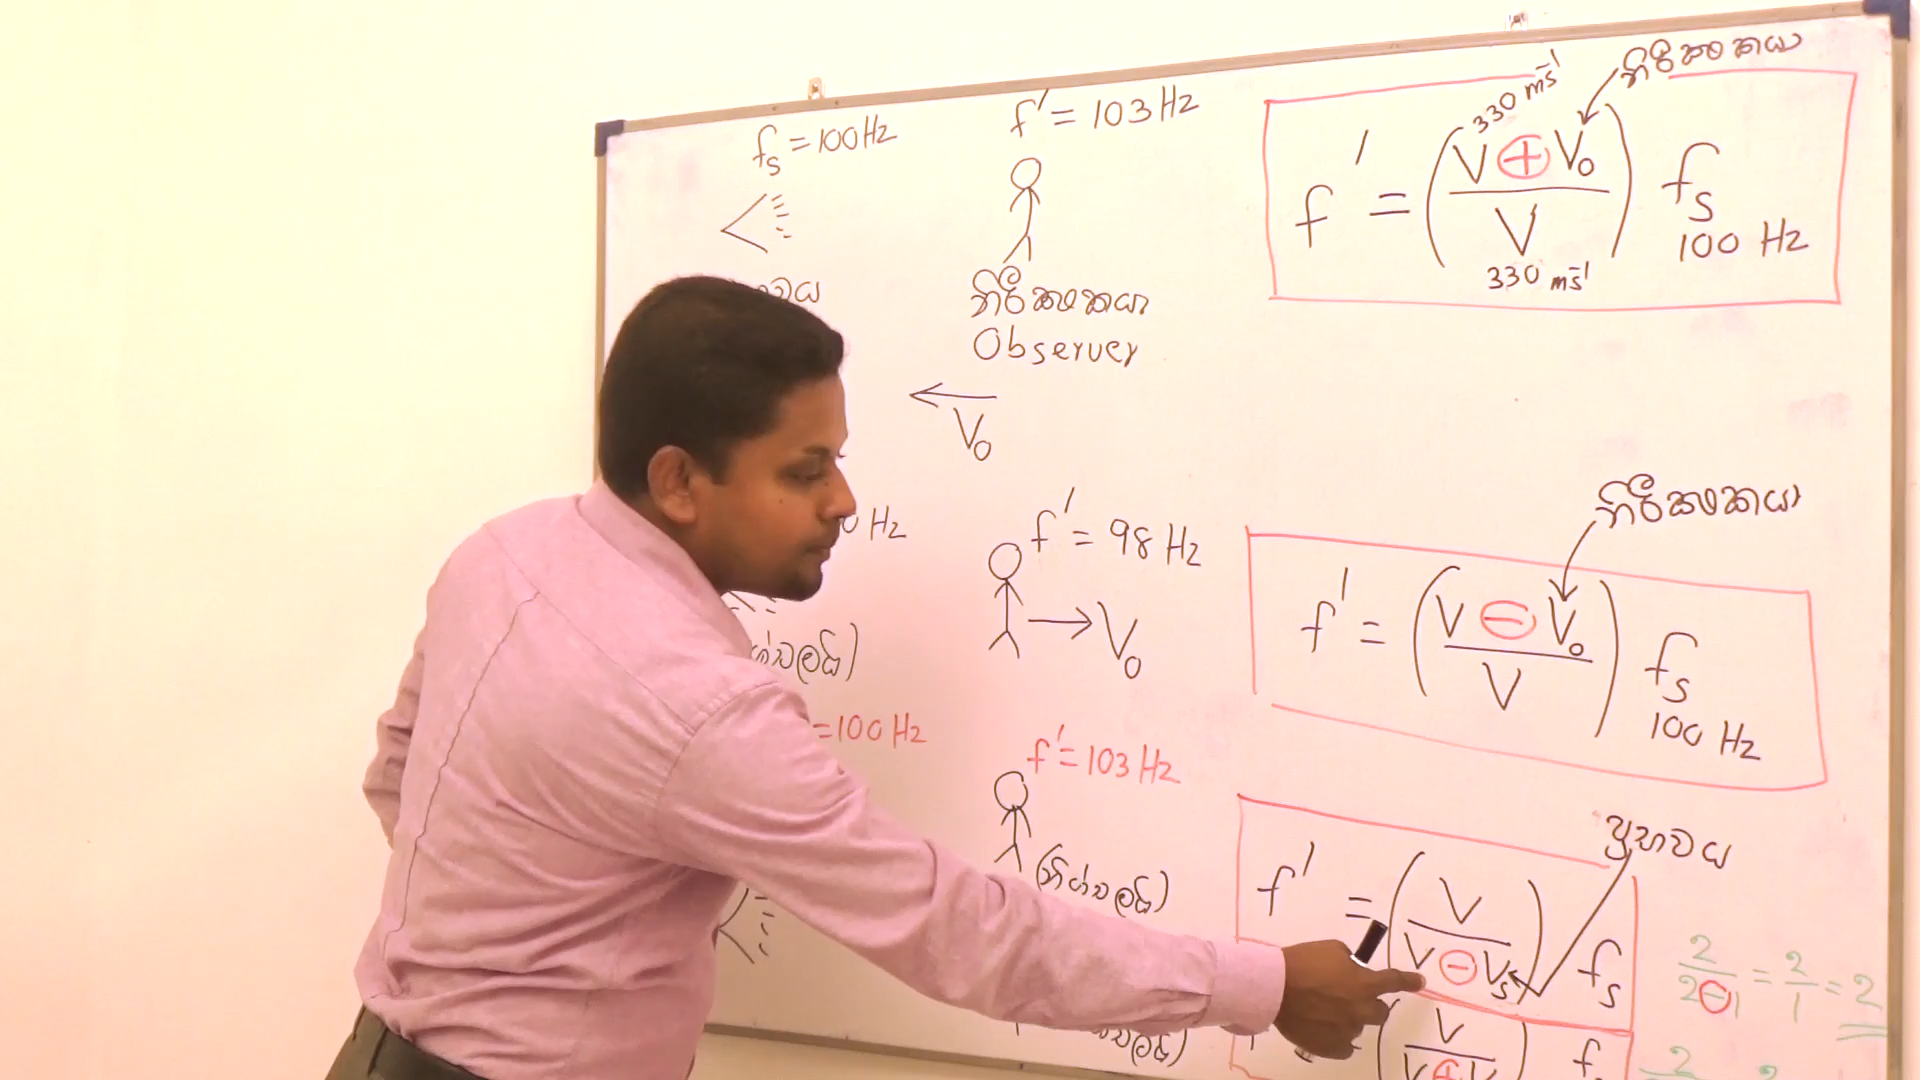 fs = 100 Hz
f' = 103 Hz
නිරීක්ෂකයා
Observer
V₀
f' = 98 Hz
V₀
Hz
= 100 Hz
f' = 103 Hz
(නිශ්චලයි)
නිරීක්ෂකයා
330 ms⁻¹
f' = (V ⊕ V₀ / V) fs
330 ms⁻¹
100 Hz
නිරීක්ෂකයා
f' = (V ⊖ V₀ / V) fs
100 Hz
ප්‍රභවය
f' = (V / V ⊖ Vs) fs
2 / 2 ⊖ 1 = 2 / 1 = 2